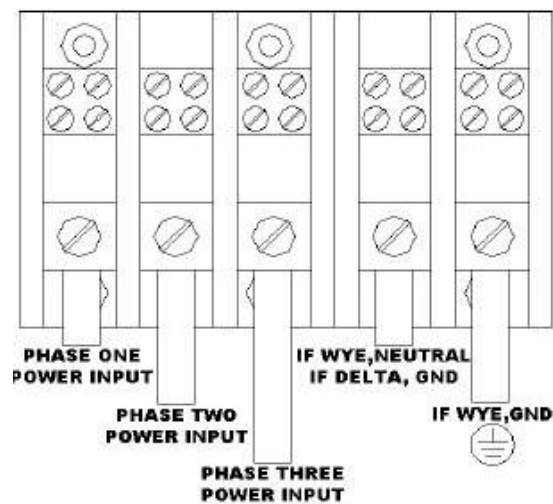 PHASE ONE
POWER INPUT
IF WYE,NEUTRAL
IF DELTA, GND
PHASE TWO
POWER INPUT
IF WYE,GND
PHASE THREE
POWER INPUT